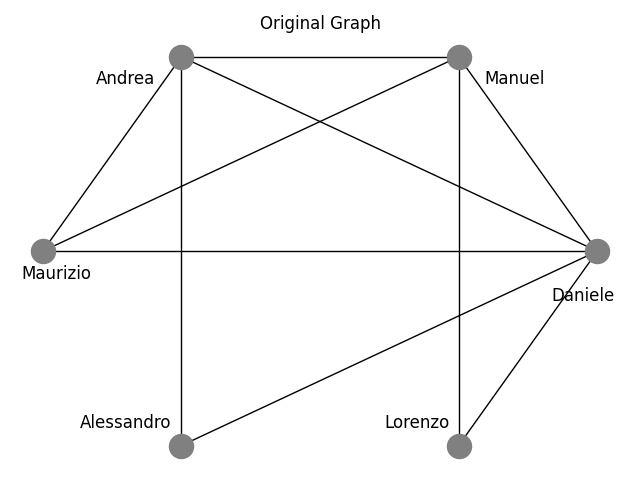 Original Graph
Andrea
Manuel
Maurizio
Daniele
Alessandro
Lorenzo